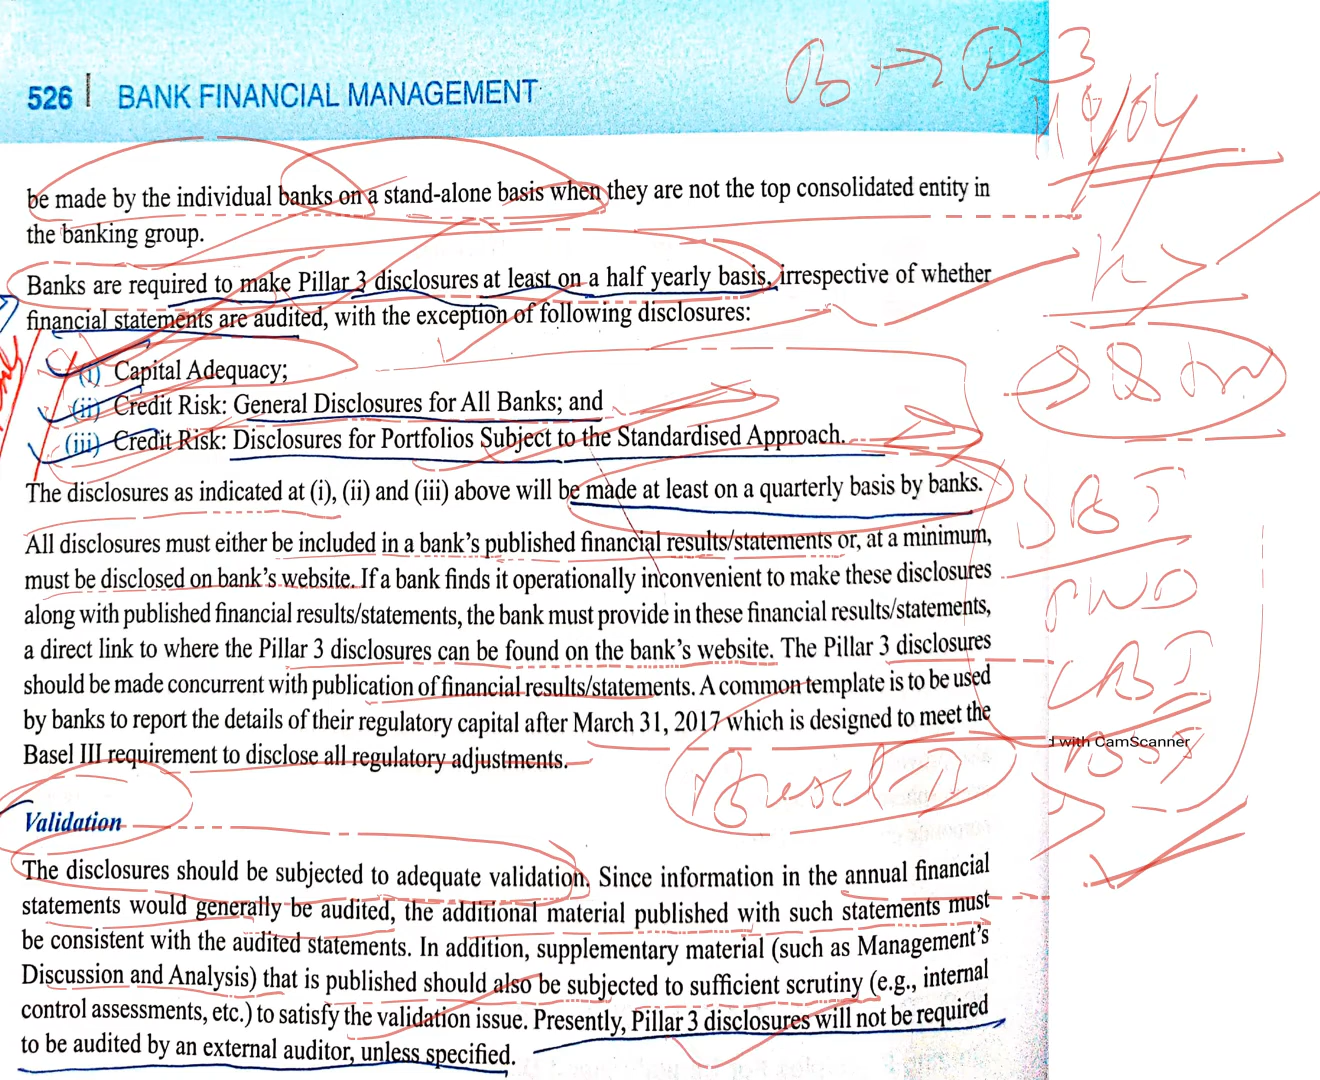 526 | BANK FINANCIAL MANAGEMENT
be made by the individual banks on a stand-alone basis when they are not the top consolidated entity in
the banking group.
Banks are required to make Pillar 3 disclosures at least on a half yearly basis, irrespective of whether
financial statements are audited, with the exception of following disclosures:
(i) Capital Adequacy;
(ii) Credit Risk: General Disclosures for All Banks; and
(iii) Credit Risk: Disclosures for Portfolios Subject to the Standardised Approach.
The disclosures as indicated at (i), (ii) and (iii) above will be made at least on a quarterly basis by banks.
All disclosures must either be included in a bank's published financial results/statements or, at a minimum,
must be disclosed on bank's website. If a bank finds it operationally inconvenient to make these disclosures
along with published financial results/statements, the bank must provide in these financial results/statements,
a direct link to where the Pillar 3 disclosures can be found on the bank's website. The Pillar 3 disclosures
should be made concurrent with publication of financial results/statements. A common template is to be used
by banks to report the details of their regulatory capital after March 31, 2017 which is designed to meet the
Basel III requirement to disclose all regulatory adjustments.
d with CamScanner
Validation
The disclosures should be subjected to adequate validation. Since information in the annual financial
statements would generally be audited, the additional material published with such statements must
be consistent with the audited statements. In addition, supplementary material (such as Management's
Discussion and Analysis) that is published should also be subjected to sufficient scrutiny (e.g., internal
control assessments, etc.) to satisfy the validation issue. Presently, Pillar 3 disclosures will not be required
to be audited by an external auditor, unless specified.